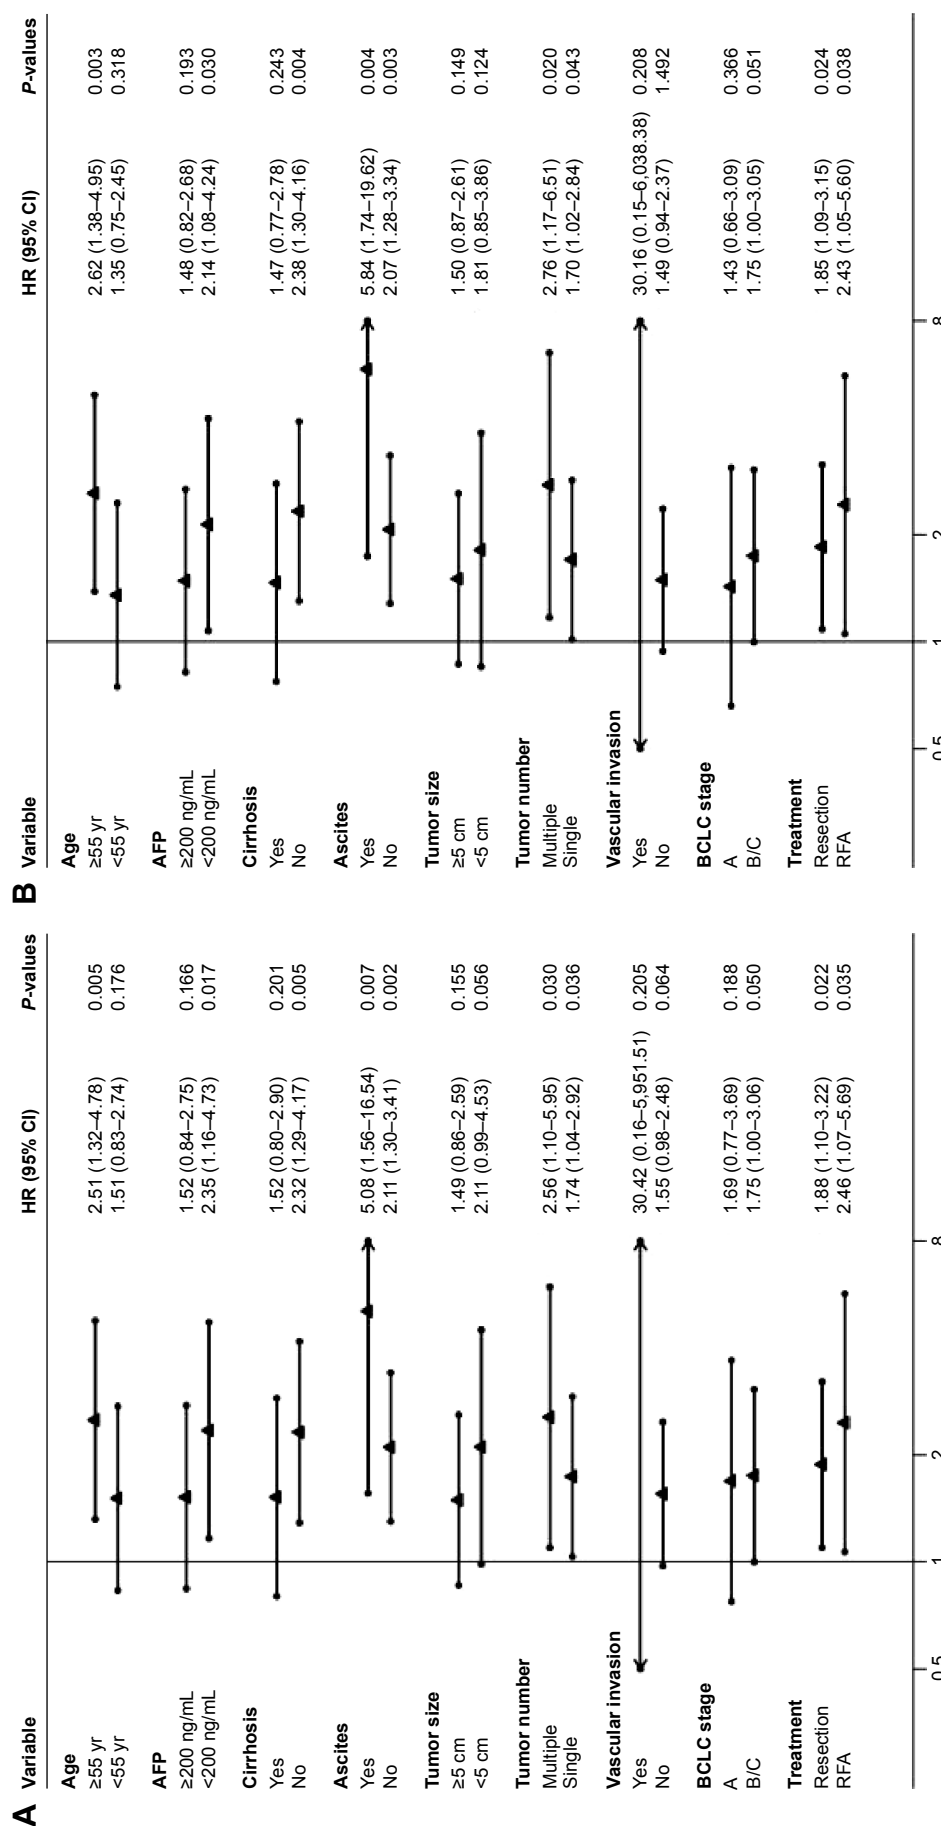 A
Variable HR (95% CI) P-values
Age
≥55 yr 2.51 (1.32–4.78) 0.005
<55 yr 1.51 (0.83–2.74) 0.176
AFP
≥200 ng/mL 1.52 (0.84–2.75) 0.166
<200 ng/mL 2.35 (1.16–4.73) 0.017
Cirrhosis
Yes 1.52 (0.80–2.90) 0.201
No 2.32 (1.29–4.17) 0.005
Ascites
Yes 5.08 (1.56–16.54) 0.007
No 2.11 (1.30–3.41) 0.002
Tumor size
≥5 cm 1.49 (0.86–2.59) 0.155
<5 cm 2.11 (0.99–4.53) 0.056
Tumor number
Multiple 2.56 (1.10–5.95) 0.030
Single 1.74 (1.04–2.92) 0.036
Vascular invasion
Yes 30.42 (0.16–5,951.51) 0.205
No 1.55 (0.98–2.48) 0.064
BCLC stage
A 1.69 (0.77–3.69) 0.188
B/C 1.75 (1.00–3.06) 0.050
Treatment
Resection 1.88 (1.10–3.22) 0.022
RFA 2.46 (1.07–5.69) 0.035
0.5 1 2 8
B
Variable HR (95% CI) P-values
Age
≥55 yr 2.62 (1.38–4.95) 0.003
<55 yr 1.35 (0.75–2.45) 0.318
AFP
≥200 ng/mL 1.48 (0.82–2.68) 0.193
<200 ng/mL 2.14 (1.08–4.24) 0.030
Cirrhosis
Yes 1.47 (0.77–2.78) 0.243
No 2.38 (1.30–4.16) 0.004
Ascites
Yes 5.84 (1.74–19.62) 0.004
No 2.07 (1.28–3.34) 0.003
Tumor size
≥5 cm 1.50 (0.87–2.61) 0.149
<5 cm 1.81 (0.85–3.86) 0.124
Tumor number
Multiple 2.76 (1.17–6.51) 0.020
Single 1.70 (1.02–2.84) 0.043
Vascular invasion
Yes 30.16 (0.15–6,038.38) 0.208
No 1.49 (0.94–2.37) 1.492
BCLC stage
A 1.43 (0.66–3.09) 0.366
B/C 1.75 (1.00–3.05) 0.051
Treatment
Resection 1.85 (1.09–3.15) 0.024
RFA 2.43 (1.05–5.60) 0.038
0.5 1 2 8